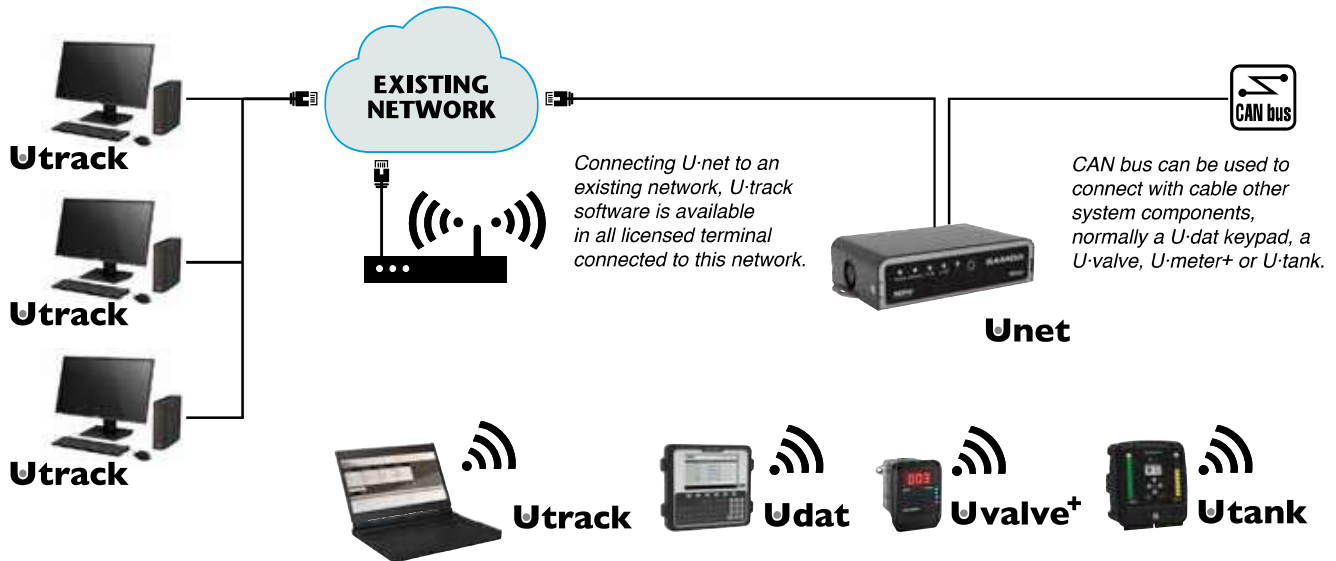 EXISTING
NETWORK
CAN bus
Utrack
Connecting U·net to an
existing network, U·track
software is available
in all licensed terminal
connected to this network.
CAN bus can be used to
connect with cable other
system components,
normally a U·dat keypad, a
U·valve, U·meter+ or U·tank.
Utrack
Unet
Utrack
003
Utrack
Udat
Uvalve+
Utank